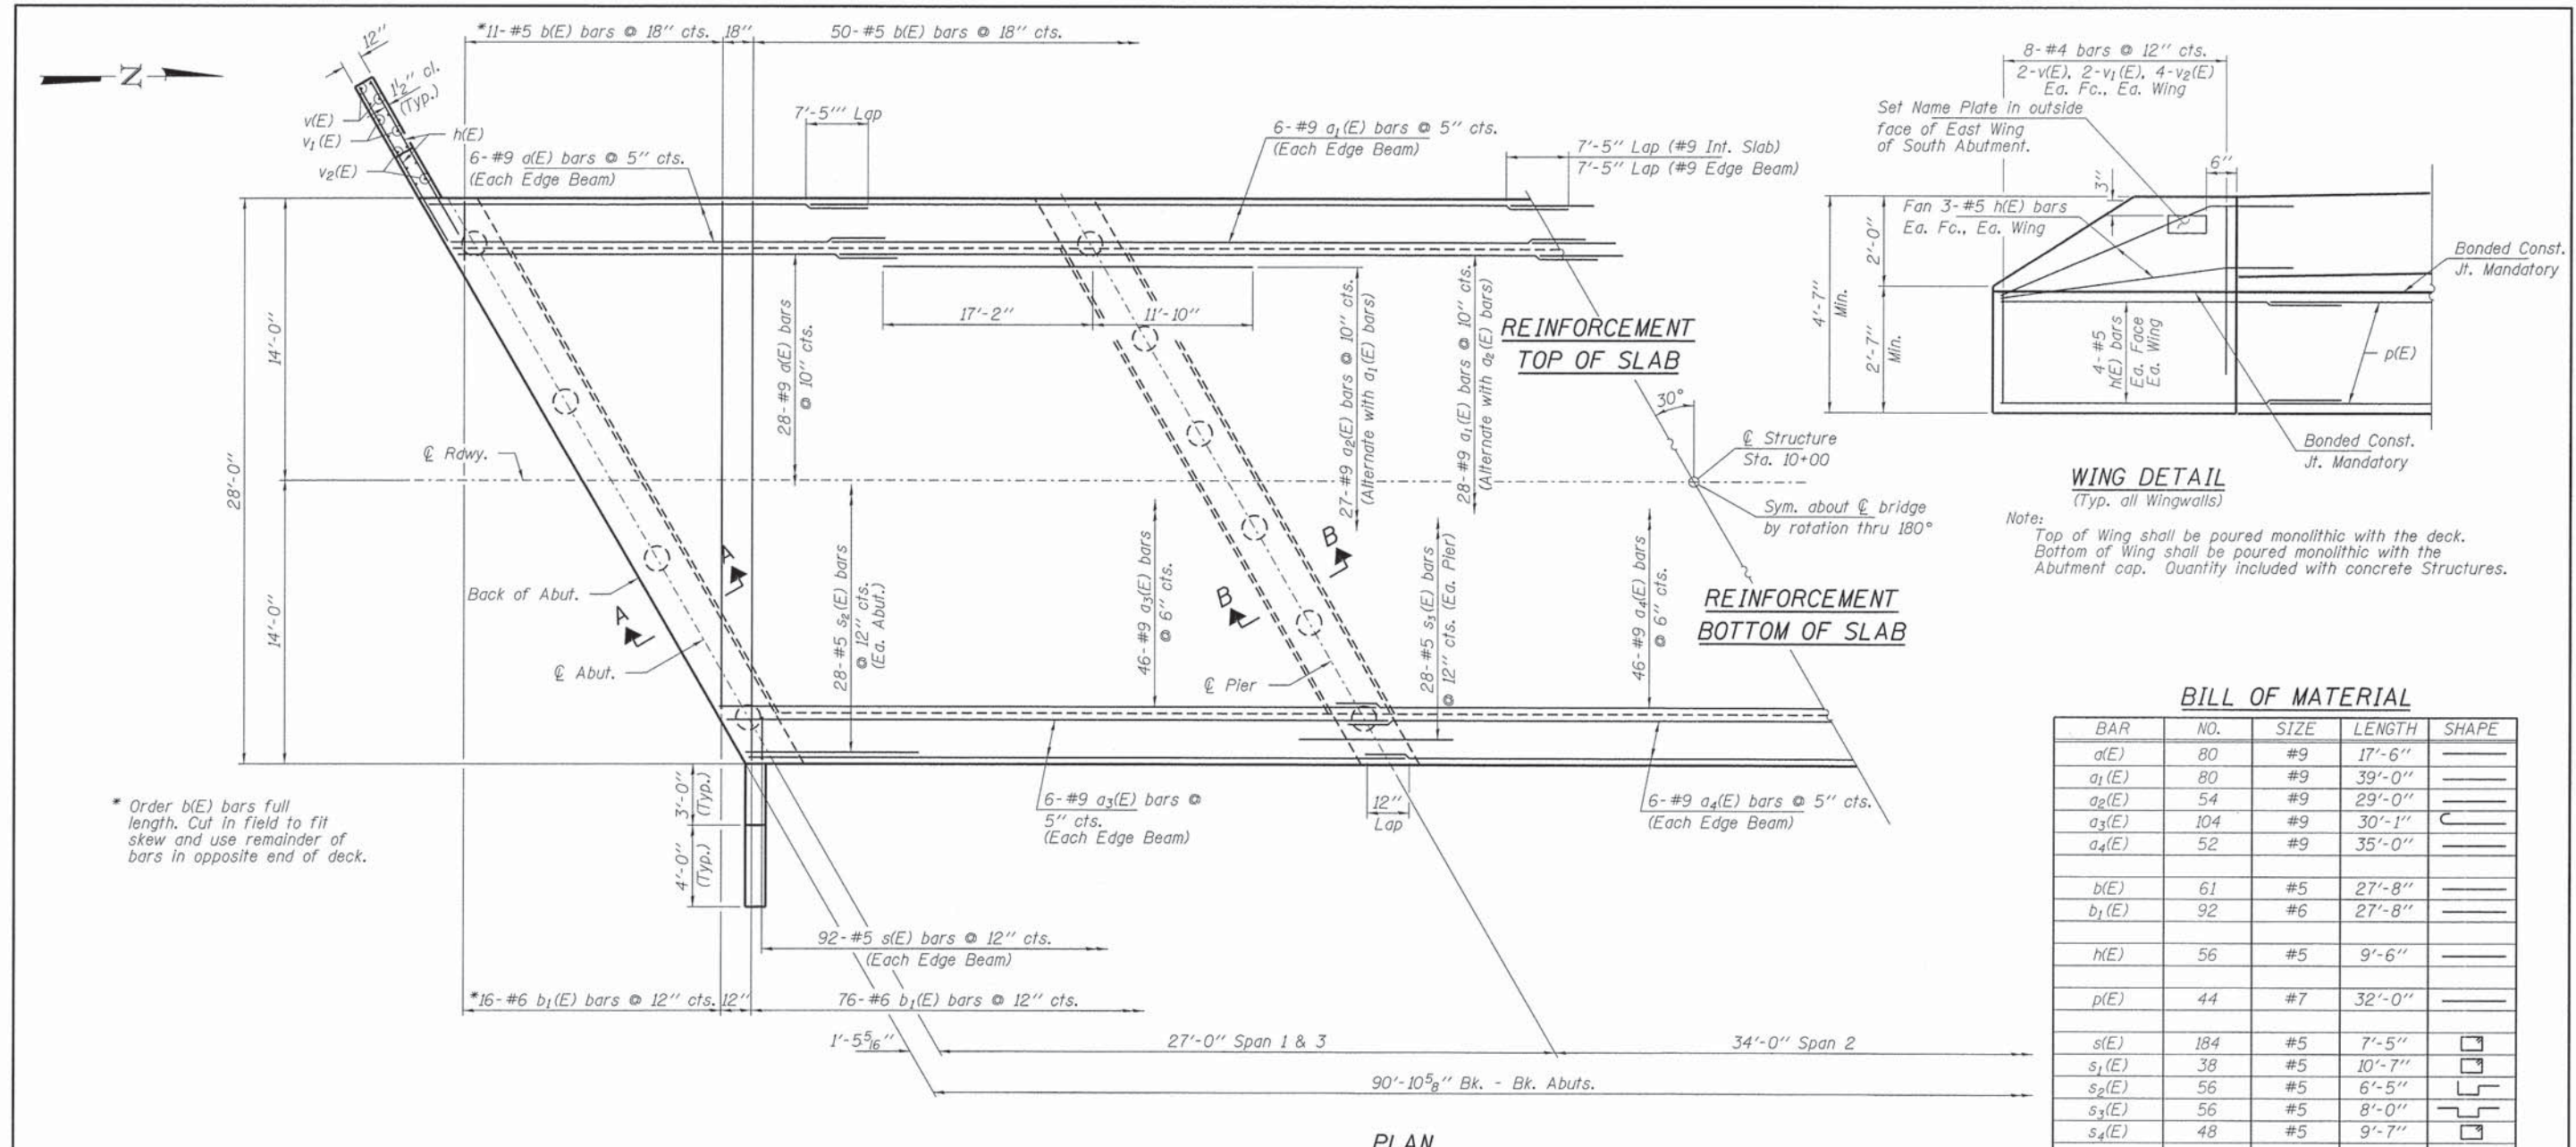 *11-#5 b(E) bars @ 18" cts.
18"
50-#5 b(E) bars @ 18" cts.
N
12"
1½" cl.
(Typ.)
v(E)
v1(E)
v2(E)
h(E)
7'-5''' Lap
6-#9 a(E) bars @ 5" cts.
(Each Edge Beam)
6-#9 a1(E) bars @ 5" cts.
(Each Edge Beam)
7'-5" Lap (#9 Int. Slab)
7'-5" Lap (#9 Edge Beam)
28'-0"
14'-0"
14'-0"
28-#9 a(E) bars
@ 10" cts.
17'-2"
11'-10"
27-#9 a2(E) bars @ 10" cts.
(Alternate with a1(E) bars)
28-#9 a1(E) bars @ 10" cts.
(Alternate with a2(E) bars)
REINFORCEMENT
TOP OF SLAB
30°
℄ Structure
Sta. 10+00
Sym. about ℄ bridge
by rotation thru 180°
℄ Rdwy.
Back of Abut.
℄ Abut.
A
A
28-#5 s2(E) bars
@ 12" cts.
(Ea. Abut.)
46-#9 a3(E) bars
@ 6" cts.
B
B
℄ Pier
28-#5 s3(E) bars
@ 12" cts. (Ea. Pier)
46-#9 a4(E) bars
@ 6" cts.
REINFORCEMENT
BOTTOM OF SLAB
* Order b(E) bars full
length. Cut in field to fit
skew and use remainder of
bars in opposite end of deck.
3'-0"
(Typ.)
4'-0"
(Typ.)
6-#9 a3(E) bars @
5" cts.
(Each Edge Beam)
12"
Lap
6-#9 a4(E) bars @ 5" cts.
(Each Edge Beam)
92-#5 s(E) bars @ 12" cts.
(Each Edge Beam)
*16-#6 b1(E) bars @ 12" cts.
12"
76-#6 b1(E) bars @ 12" cts.
1'-5 5/16"
27'-0" Span 1 & 3
34'-0" Span 2
90'-10 5/8" Bk. - Bk. Abuts.
PLAN
8-#4 bars @ 12" cts.
2-v(E), 2-v1(E), 4-v2(E)
Ea. Fc., Ea. Wing
Set Name Plate in outside
face of East Wing
of South Abutment.
6"
3"
Fan 3-#5 h(E) bars
Ea. Fc., Ea. Wing
4'-7"
Min.
2'-0"
2'-7"
Min.
4-#5
h(E) bars
Ea. Face
Ea. Wing
p(E)
Bonded Const.
Jt. Mandatory
Bonded Const.
Jt. Mandatory
WING DETAIL
(Typ. all Wingwalls)
Note:
Top of Wing shall be poured monolithic with the deck.
Bottom of Wing shall be poured monolithic with the
Abutment cap. Quantity included with concrete Structures.
BILL OF MATERIAL
BAR NO. SIZE LENGTH SHAPE
a(E) 80 #9 17'-6"
a1(E) 80 #9 39'-0"
a2(E) 54 #9 29'-0"
a3(E) 104 #9 30'-1"
a4(E) 52 #9 35'-0"
b(E) 61 #5 27'-8"
b1(E) 92 #6 27'-8"
h(E) 56 #5 9'-6"
p(E) 44 #7 32'-0"
s(E) 184 #5 7'-5"
s1(E) 38 #5 10'-7"
s2(E) 56 #5 6'-5"
s3(E) 56 #5 8'-0"
s4(E) 48 #5 9'-7"